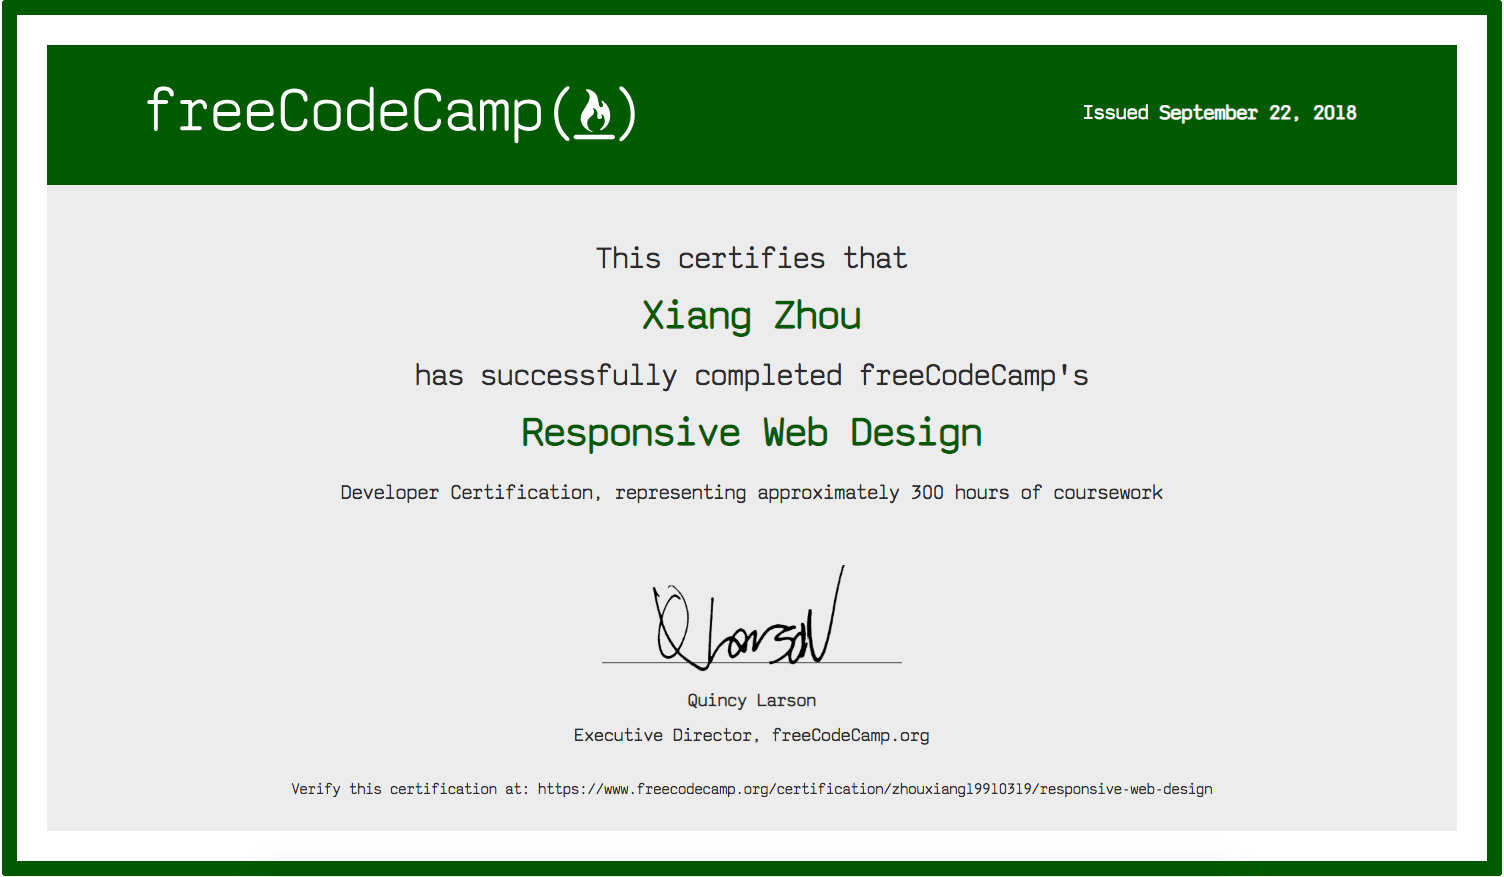 freeCodeCamp(🔥)
Issued September 22, 2018
This certifies that
Xiang Zhou
has successfully completed freeCodeCamp's
Responsive Web Design
Developer Certification, representing approximately 300 hours of coursework
Q Larson
Quincy Larson
Executive Director, freeCodeCamp.org
Verify this certification at: https://www.freecodecamp.org/certification/zhouxiang19910319/responsive-web-design